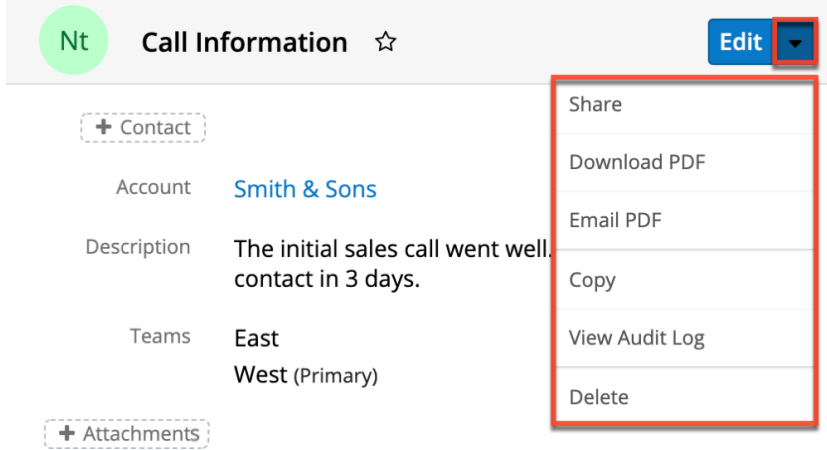 Nt Call Information Edit
Share
+ Contact
Download PDF
Account Smith & Sons
Email PDF
Description The initial sales call went well.
contact in 3 days.
Copy
Teams East
View Audit Log
West (Primary)
Delete
+ Attachments